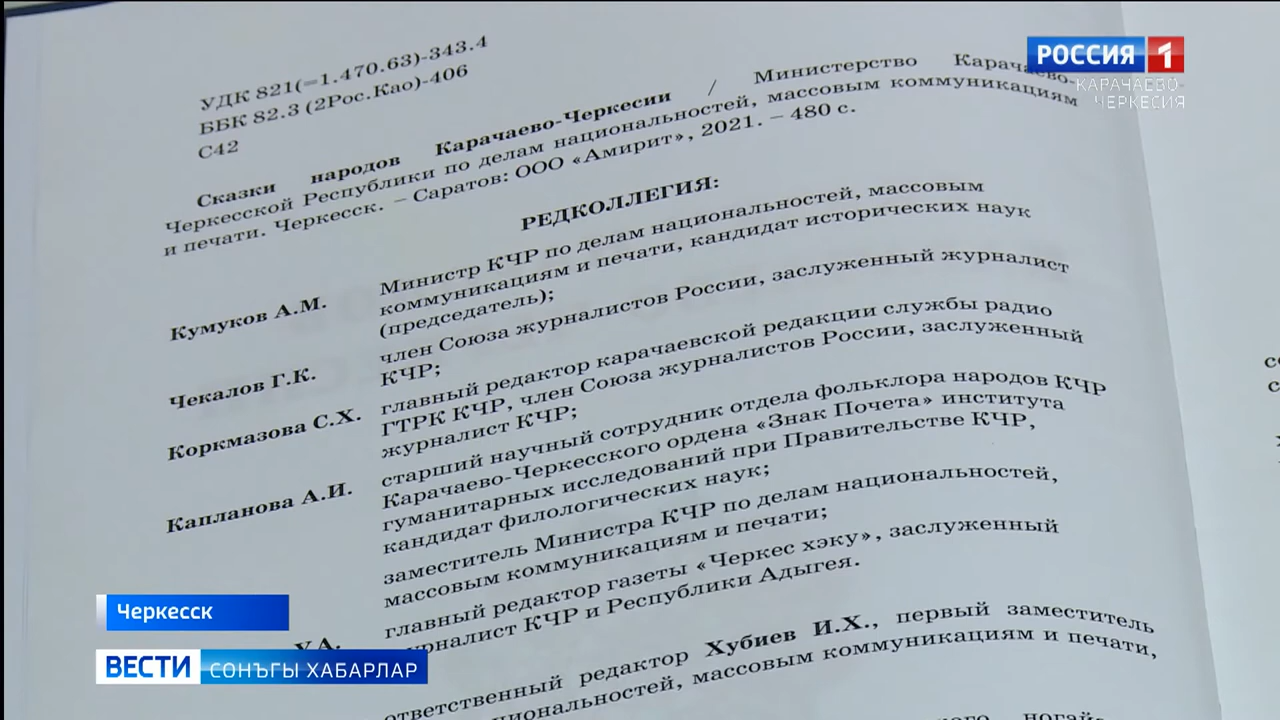 РОССИЯ 1
КАРАЧАЕВО-
ЧЕРКЕСИЯ
УДК 821(=1.470.63)-343.4
ББК 82.3 (2Рос.Као)-406
С42
Сказки народов Карачаево-Черкесии / Министерство Карачаево-
Черкесской Республики по делам национальностей, массовым коммуникациям
и печати. Черкесск. – Саратов: ООО «Амирит», 2021. – 480 с.
РЕДКОЛЛЕГИЯ:
Кумуков А.М. Министр КЧР по делам национальностей, массовым
коммуникациям и печати, кандидат исторических наук
(председатель);
Чекалов Г.К. член Союза журналистов России, заслуженный журналист
КЧР;
Коркмазова С.Х. главный редактор карачаевской редакции службы радио
ГТРК КЧР, член Союза журналистов России, заслуженный
журналист КЧР;
Капланова А.И. старший научный сотрудник отдела фольклора народов КЧР
Карачаево-Черкесского ордена «Знак Почета» института
гуманитарных исследований при Правительстве КЧР,
кандидат филологических наук;
заместитель Министра КЧР по делам национальностей,
массовым коммуникациям и печати;
У.А. главный редактор газеты «Черкес хэку», заслуженный
журналист КЧР и Республики Адыгея.
ответственный редактор Хубиев И.Х., первый заместитель
национальностей, массовым коммуникациям и печати,
Черкесск
ВЕСТИ СОНЪГЫ ХАБАРЛАР